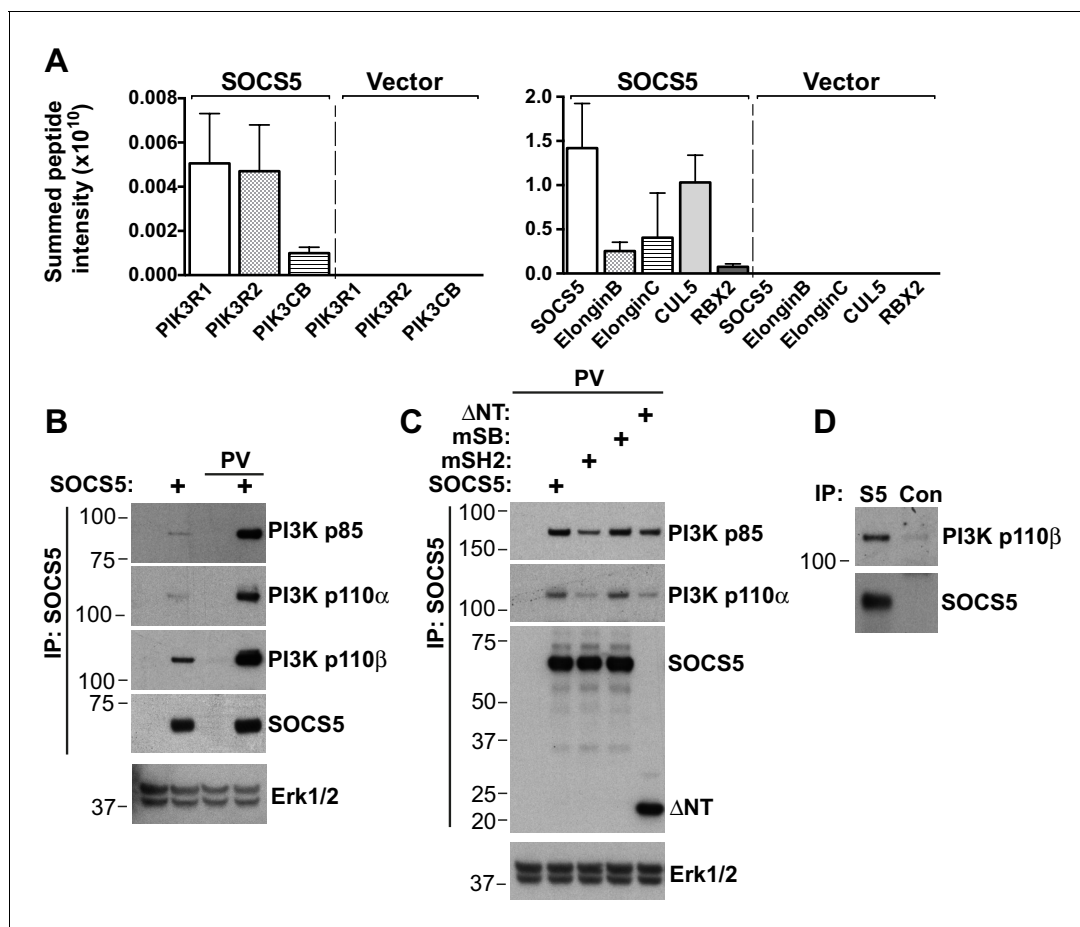 A
SOCS5 Vector
Summed peptide
intensity (x10¹⁰)
0.008
0.006
0.004
0.002
0.000
PIK3R1 PIK3R2 PIK3CB PIK3R1 PIK3R2 PIK3CB
SOCS5 Vector
2.0
1.5
1.0
0.5
0.0
SOCS5 ElonginB ElonginC CUL5 RBX2 SOCS5 ElonginB ElonginC CUL5 RBX2
B
PV
SOCS5: + +
IP: SOCS5
100
75
PI3K p85
100
PI3K p110α
100
PI3K p110β
75
SOCS5
37
Erk1/2
C
PV
ΔNT: +
mSB: +
mSH2: +
SOCS5: +
IP: SOCS5
100
150
PI3K p85
100
PI3K p110α
75
SOCS5
50
37
25
20
ΔNT
37
Erk1/2
D
IP: S5 Con
100
PI3K p110β
SOCS5